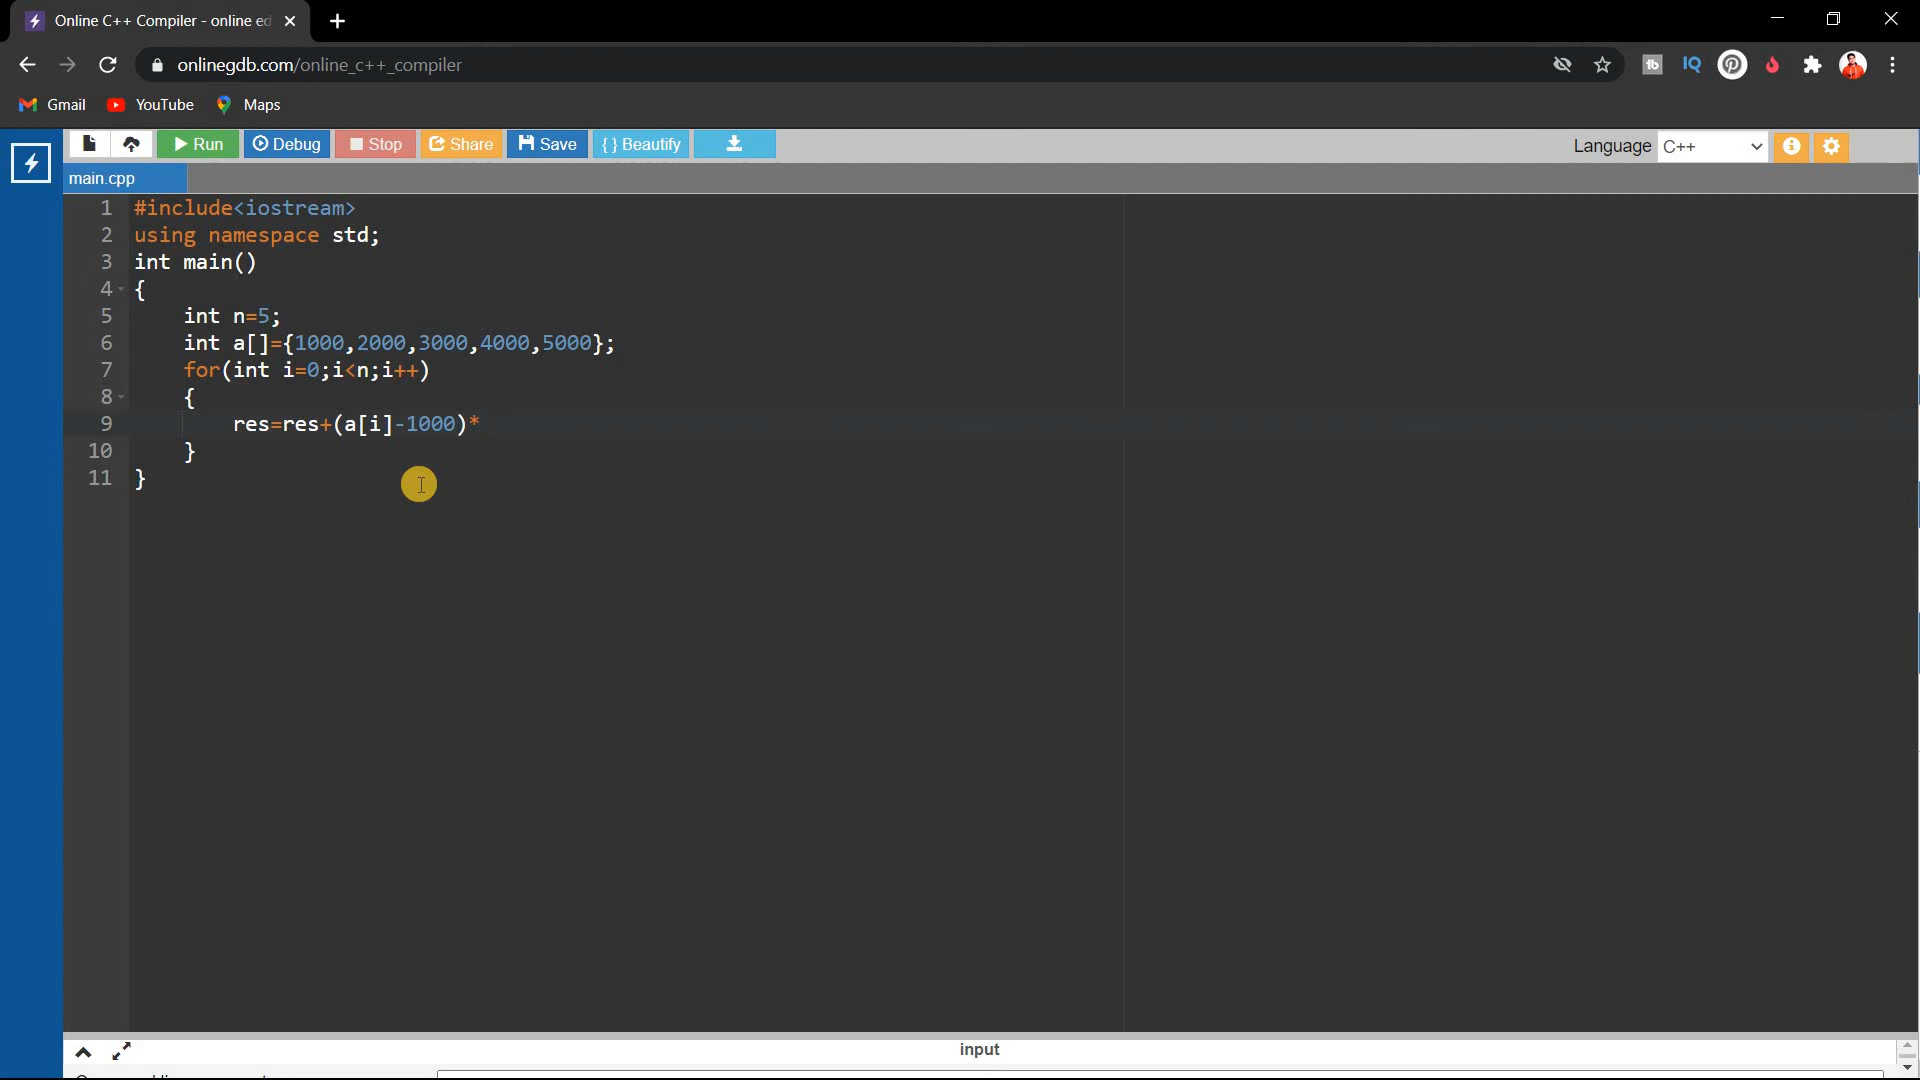 Online C++ Compiler - online ed
onlinegdb.com/online_c++_compiler
IQ
Gmail
YouTube
Maps
Run
Debug
Stop
Share
Save
{ } Beautify
Language
C++
main.cpp
1 #include<iostream>
2 using namespace std;
3 int main()
4 {
5 int n=5;
6 int a[]={1000,2000,3000,4000,5000};
7 for(int i=0;i<n;i++)
8 {
9 res=res+(a[i]-1000)*
10 }
11 }
input